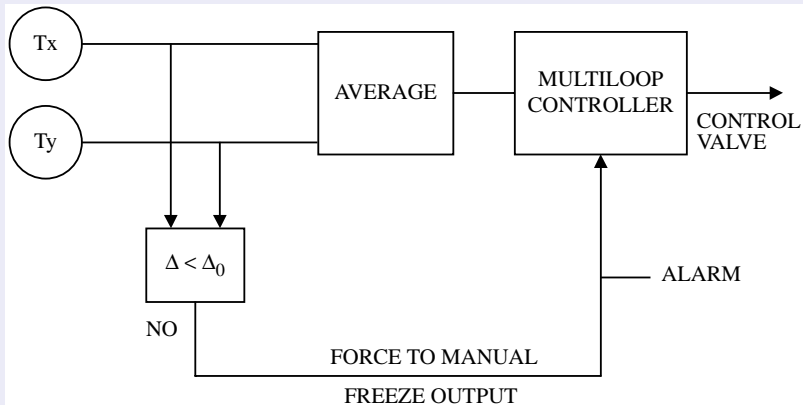 Tx
AVERAGE
MULTILOOP
CONTROLLER
CONTROL
VALVE
Ty
Δ < Δ₀
NO
ALARM
FORCE TO MANUAL
FREEZE OUTPUT